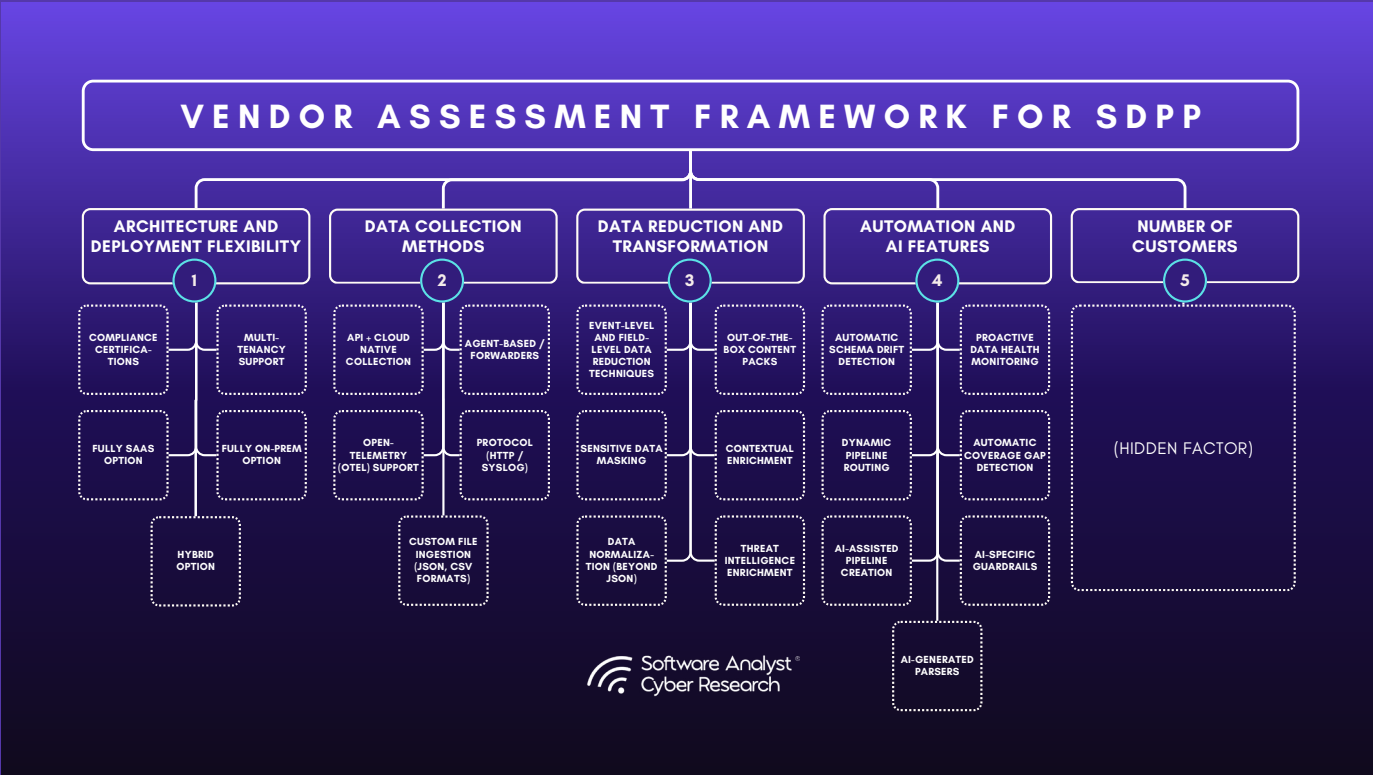 VENDOR ASSESSMENT FRAMEWORK FOR SDPP
ARCHITECTURE AND
DEPLOYMENT FLEXIBILITY
1
COMPLIANCE
CERTIFICA-
TIONS
MULTI-
TENANCY
SUPPORT
FULLY SAAS
OPTION
FULLY ON-PREM
OPTION
HYBRID
OPTION
DATA COLLECTION
METHODS
2
API + CLOUD
NATIVE
COLLECTION
AGENT-BASED /
FORWARDERS
OPEN-
TELEMETRY
(OTEL) SUPPORT
PROTOCOL
(HTTP /
SYSLOG)
CUSTOM FILE
INGESTION
(JSON, CSV
FORMATS)
DATA REDUCTION AND
TRANSFORMATION
3
EVENT-LEVEL
AND FIELD-
LEVEL DATA
REDUCTION
TECHNIQUES
OUT-OF-THE-
BOX CONTENT
PACKS
SENSITIVE DATA
MASKING
CONTEXTUAL
ENRICHMENT
DATA
NORMALIZA-
TION (BEYOND
JSON)
THREAT
INTELLIGENCE
ENRICHMENT
AUTOMATION AND
AI FEATURES
4
AUTOMATIC
SCHEMA DRIFT
DETECTION
PROACTIVE
DATA HEALTH
MONITORING
DYNAMIC
PIPELINE
ROUTING
AUTOMATIC
COVERAGE GAP
DETECTION
AI-ASSISTED
PIPELINE
CREATION
AI-SPECIFIC
GUARDRAILS
AI-GENERATED
PARSERS
NUMBER OF
CUSTOMERS
5
(HIDDEN FACTOR)
Software Analyst®
Cyber Research